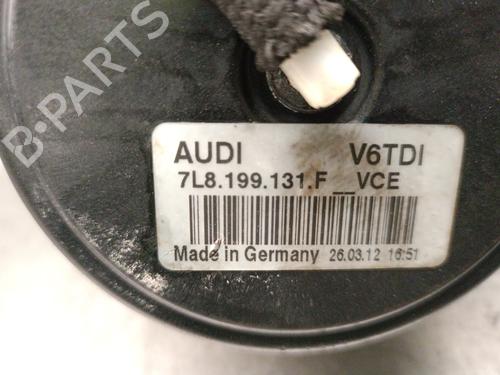 B-PARTS
AUDI V6TDI
7L8.199.131.F__VCE
Made in Germany 26.03.12 16:51